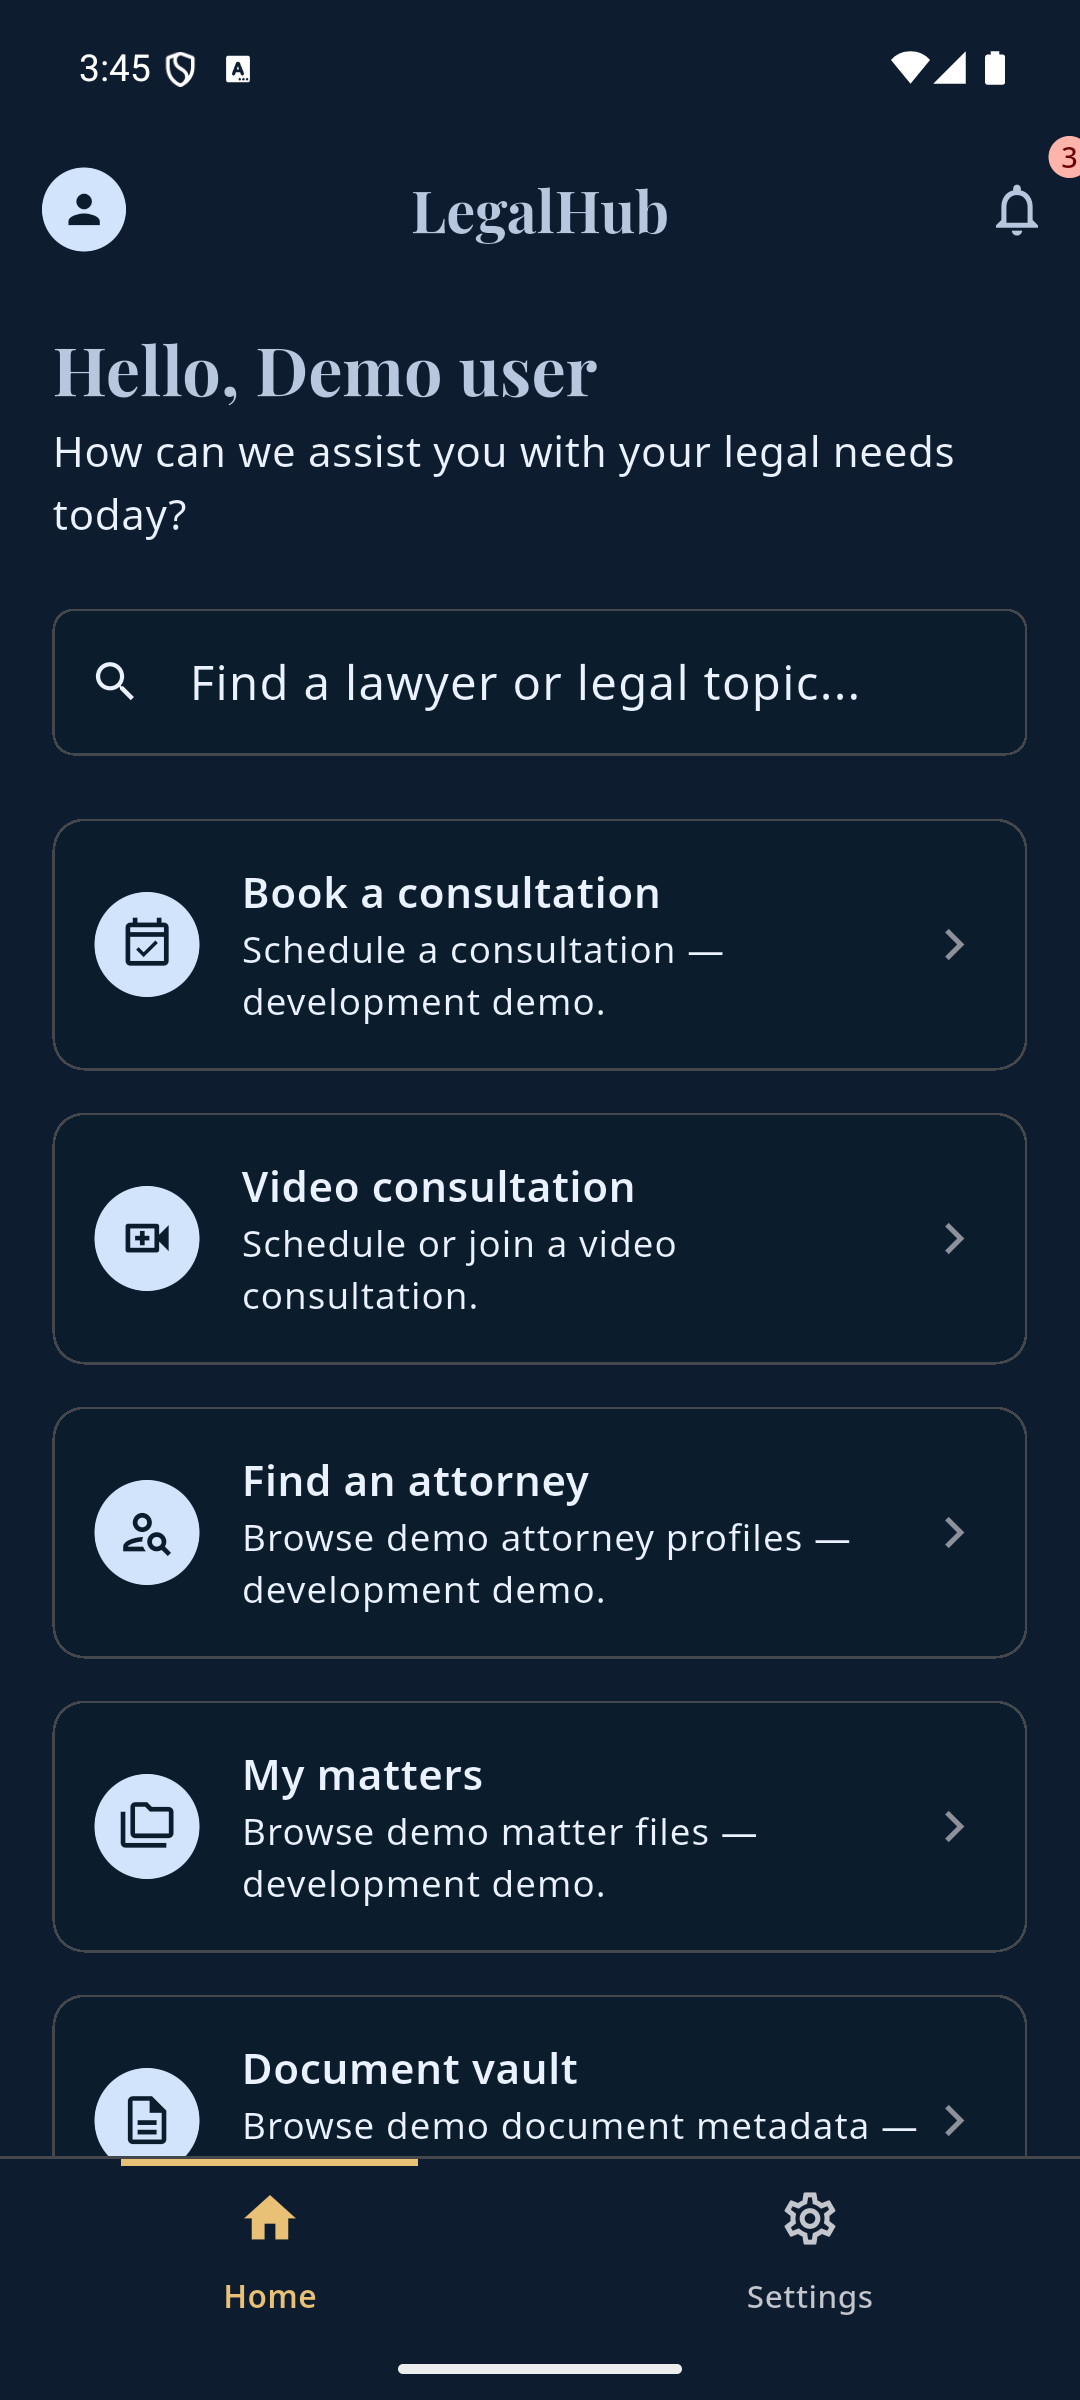 3:45
3
LegalHub
Hello, Demo user
How can we assist you with your legal needs
today?
Find a lawyer or legal topic...
Book a consultation
Schedule a consultation —
development demo.
Video consultation
Schedule or join a video
consultation.
Find an attorney
Browse demo attorney profiles —
development demo.
My matters
Browse demo matter files —
development demo.
Document vault
Browse demo document metadata —
Home
Settings